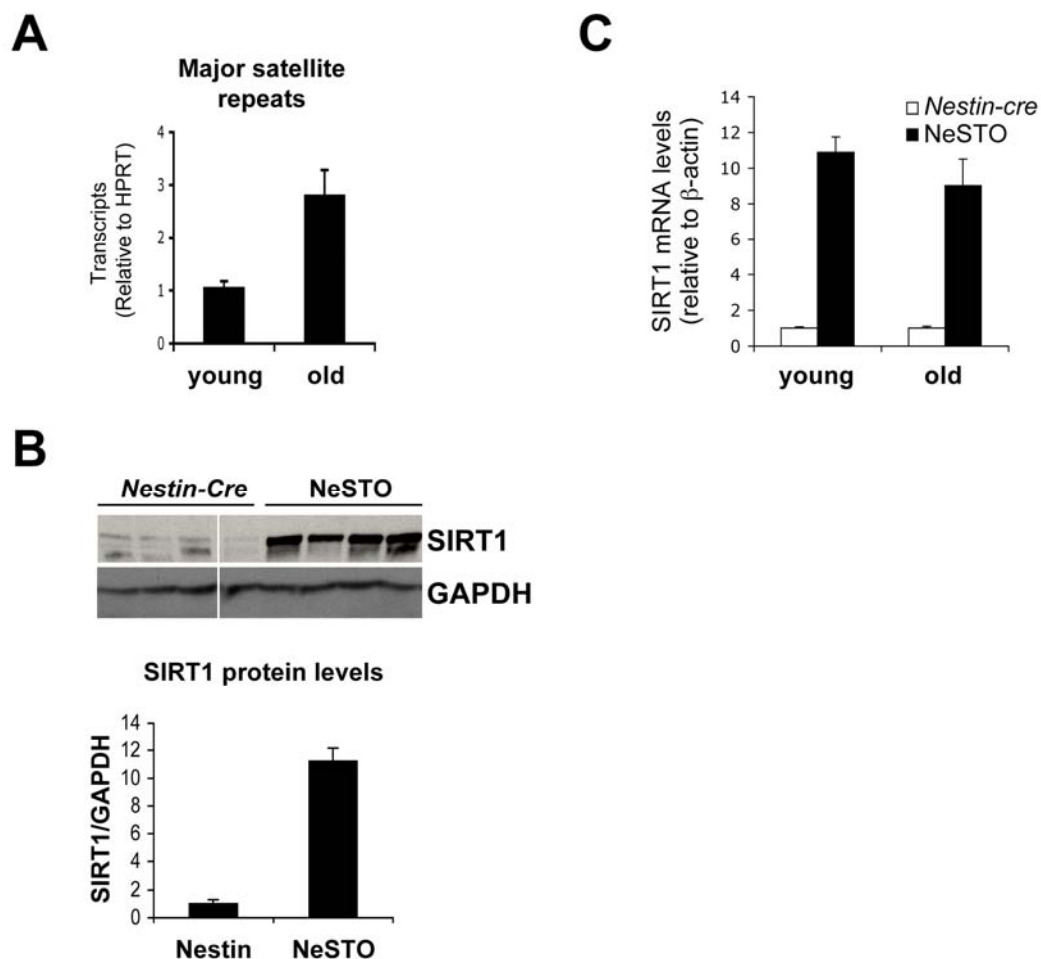 A
Major satellite
repeats
Transcripts
(Relative to HPRT)
4
3
2
1
0
young old
C
SIRT1 mRNA levels
(relative to β-actin)
14
12
10
8
6
4
2
0
Nestin-cre
NeSTO
young old
B
Nestin-Cre NeSTO
SIRT1
GAPDH
SIRT1 protein levels
SIRT1/GAPDH
14
12
10
8
6
4
2
0
Nestin NeSTO